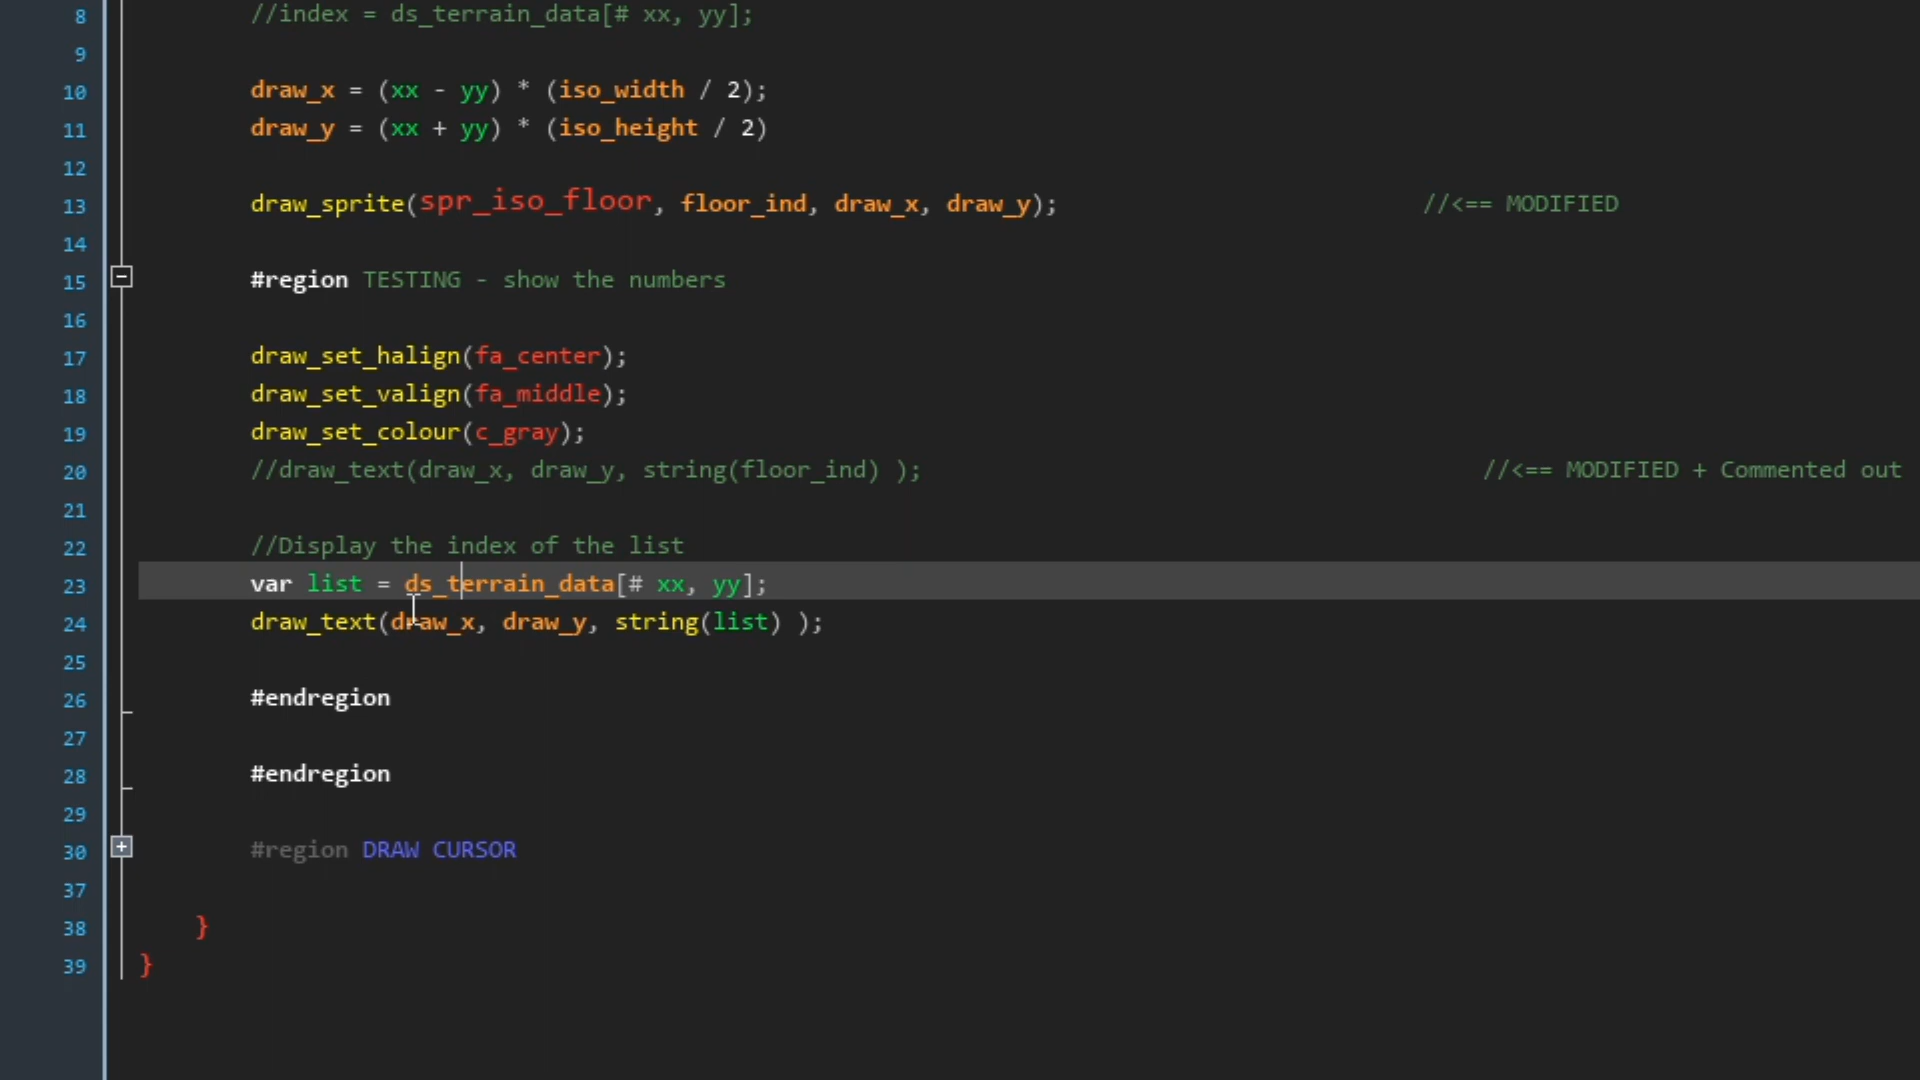 8 //index = ds_terrain_data[# xx, yy];
9
10 draw_x = (xx - yy) * (iso_width / 2);
11 draw_y = (xx + yy) * (iso_height / 2)
12
13 draw_sprite(spr_iso_floor, floor_ind, draw_x, draw_y); //<== MODIFIED
14
15 #region TESTING - show the numbers
16
17 draw_set_halign(fa_center);
18 draw_set_valign(fa_middle);
19 draw_set_colour(c_gray);
20 //draw_text(draw_x, draw_y, string(floor_ind) ); //<== MODIFIED + Commented out
21
22 //Display the index of the list
23 var list = ds_terrain_data[# xx, yy];
24 draw_text(draw_x, draw_y, string(list) );
25
26 #endregion
27
28 #endregion
29
30 #region DRAW CURSOR
37
38 }
39 }